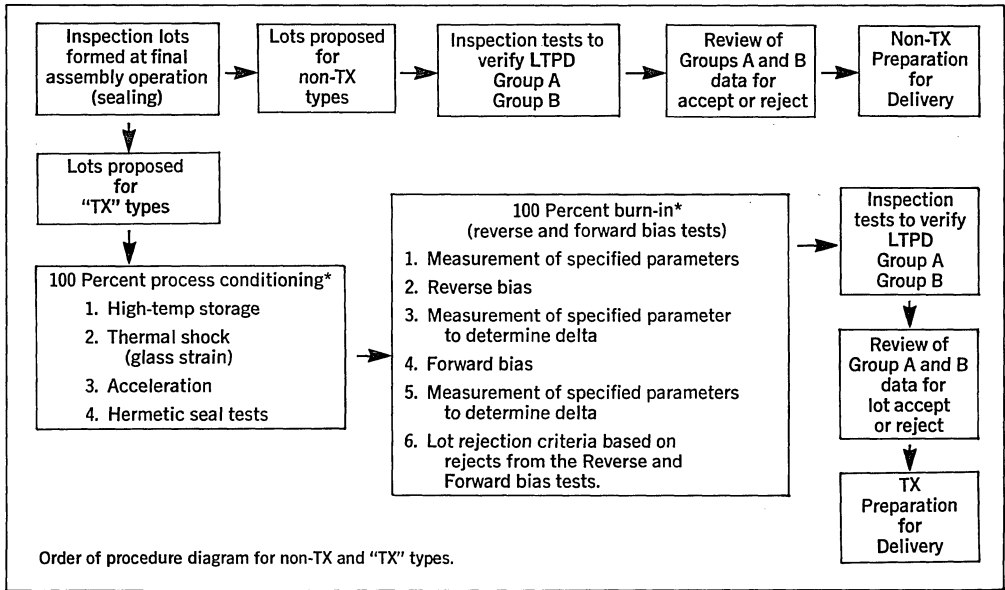 Inspection lots
formed at final
assembly operation
(sealing)
Lots proposed
for
non-TX
types
Inspection tests to
verify LTPD
Group A
Group B
Review of
Groups A and B
data for
accept or reject
Non-TX
Preparation
for
Delivery
Lots proposed
for
“TX” types
100 Percent process conditioning*
1. High-temp storage
2. Thermal shock
(glass strain)
3. Acceleration
4. Hermetic seal tests
100 Percent burn-in*
(reverse and forward bias tests)
1. Measurement of specified parameters
2. Reverse bias
3. Measurement of specified parameter
to determine delta
4. Forward bias
5. Measurement of specified parameters
to determine delta
6. Lot rejection criteria based on
rejects from the Reverse and
Forward bias tests.
Inspection
tests to verify
LTPD
Group A
Group B
Review of
Group A and B
data for
lot accept
or reject
TX
Preparation
for
Delivery
Order of procedure diagram for non-TX and “TX” types.